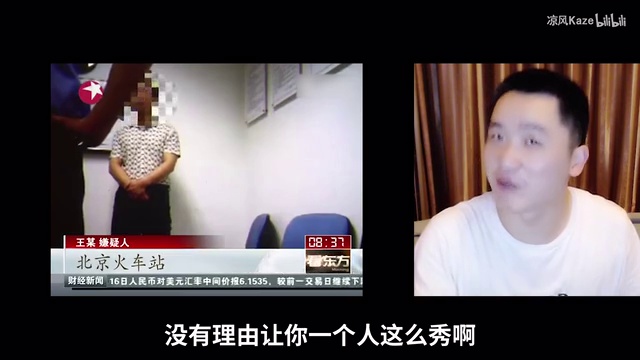 凉风Kaze bilibili
王某 嫌疑人
08:37
北京火车站
看东方
Morning
财经新闻
16日人民币对美元汇率中间价报6.1535,较前一交易日继续下
没有理由让你一个人这么秀啊